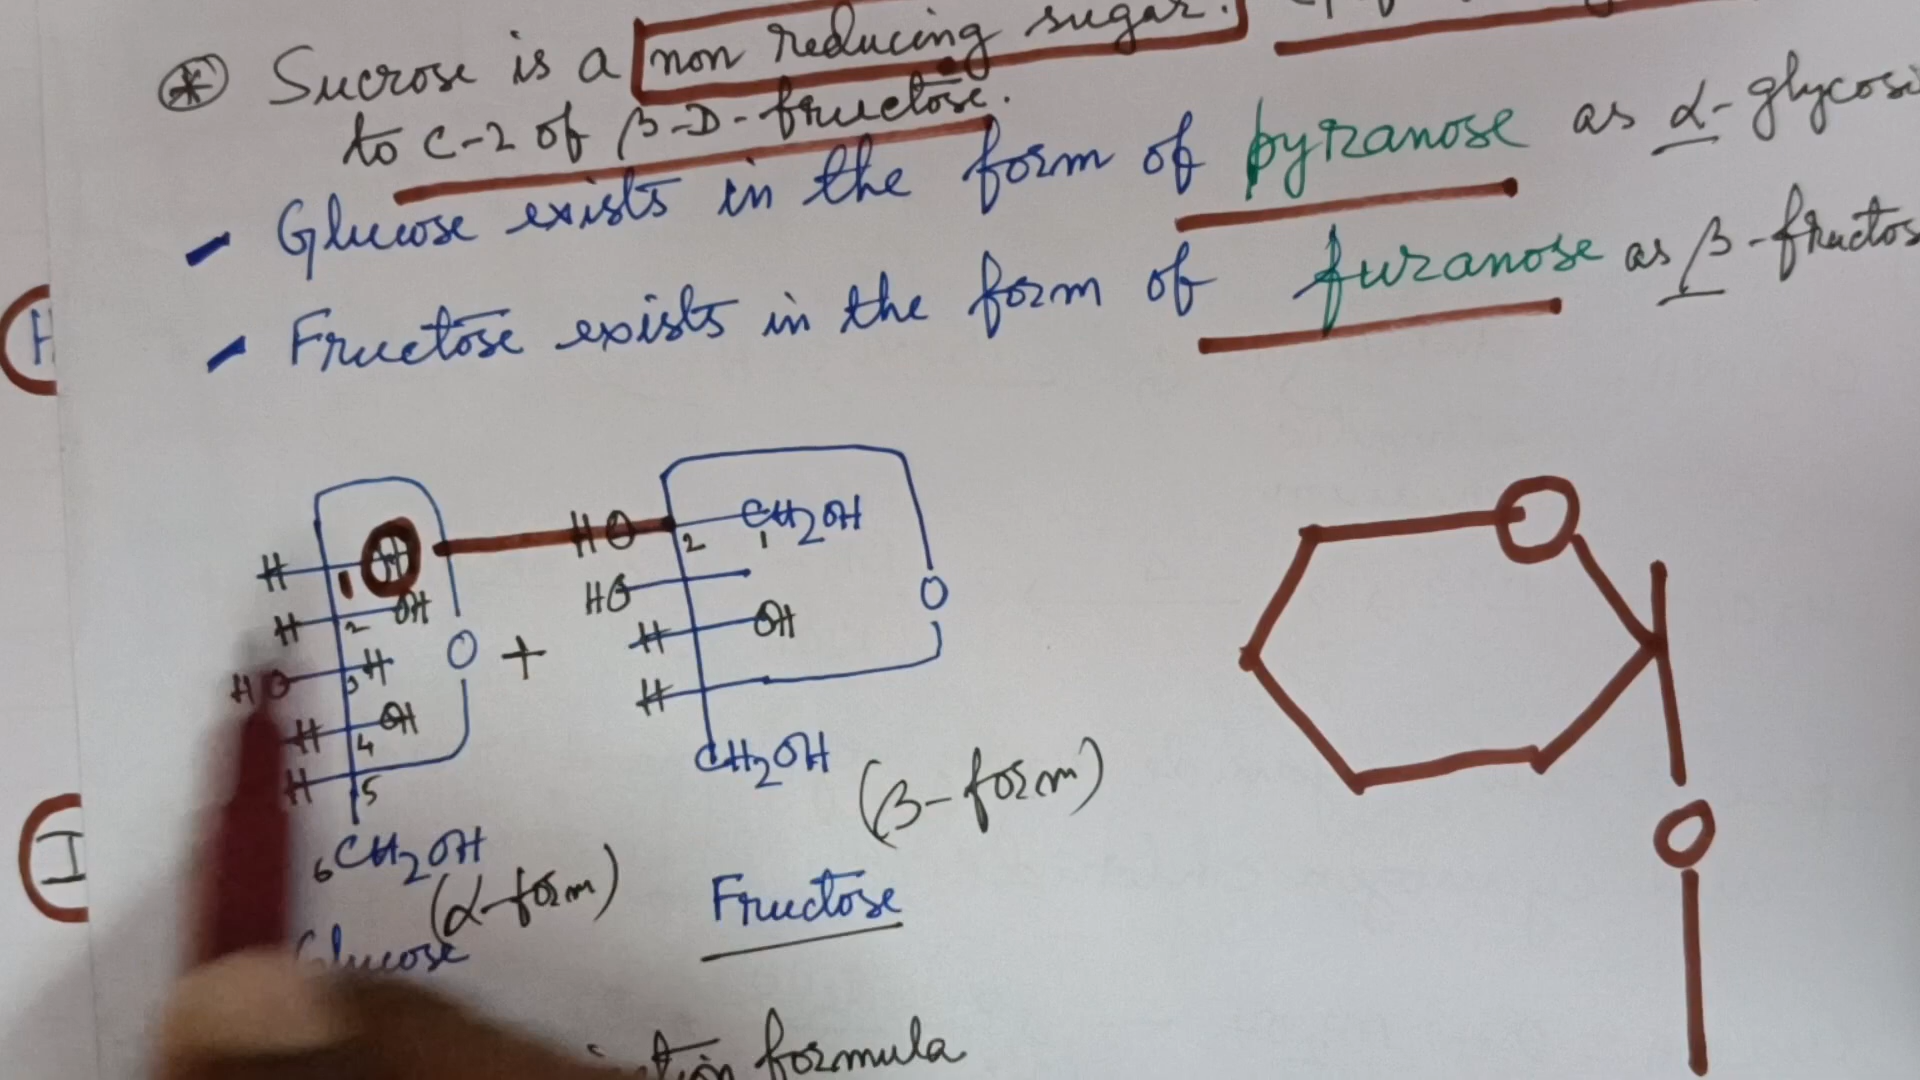 * Sucrose is a non reducing sugar.
to C-2 of β-D-fructose.
- Glucose exists in the form of pyranose as α-glycosi
- Fructose exists in the form of furanose as β-fructos
H
HO 2 1 CH2OH
H 1 OH
HO
H 2 OH
O
H OH
HO 3 H O +
H
H 4 OH
H 5
CH2OH
(β-form)
6CH2OH
(α-form)
Fructose
Glucose
I
formula
O
O